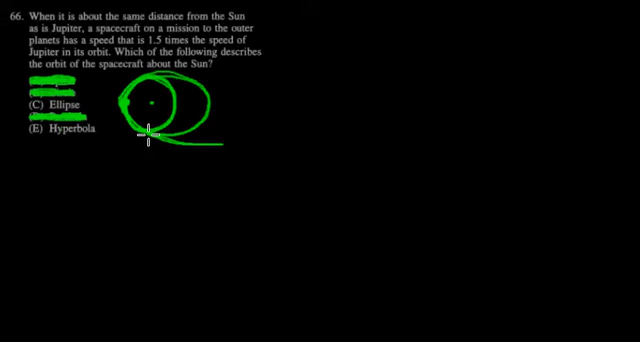 66. When it is about the same distance from the Sun
as is Jupiter, a spacecraft on a mission to the outer
planets has a speed that is 1.5 times the speed of
Jupiter in its orbit. Which of the following describes
the orbit of the spacecraft about the Sun?
(C) Ellipse
(E) Hyperbola